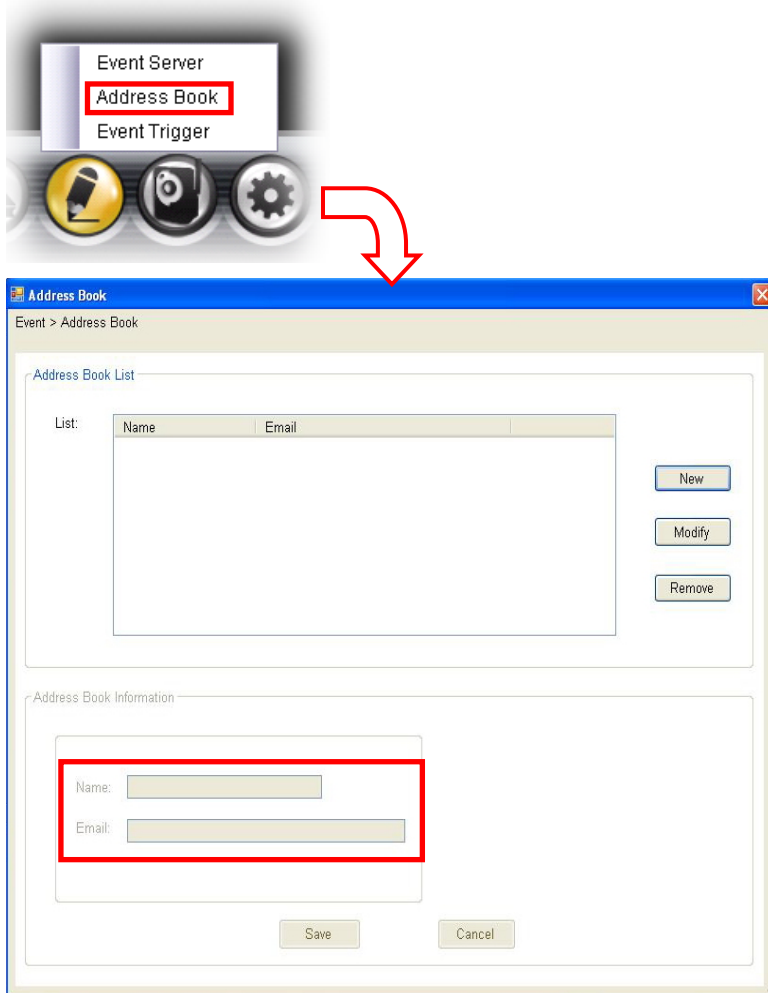 Event Server
Address Book
Event Trigger
Address Book
Event > Address Book
Address Book List
List:
Name Email
New
Modify
Remove
Address Book Information
Name:
Email:
Save Cancel